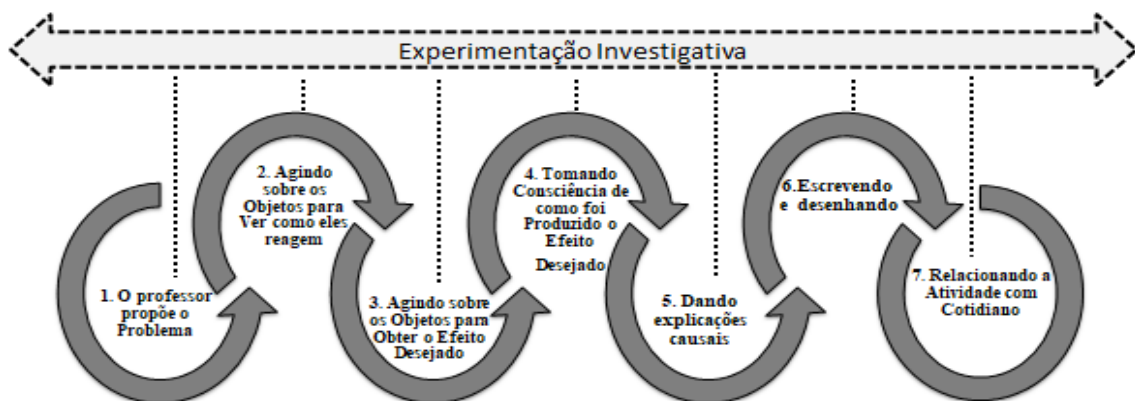 Experimentação Investigativa
1. O professor
propõe o
Problema
2. Agindo
sobre os
Objetos para
Ver como eles
reagem
3. Agindo sobre
os Objetos para
Obter o Efeito
Desejado
4. Tomando
Consciência de
como foi
Produzido o
Efeito
Desejado
5. Dando
explicações
causais
6.Escrevendo
e desenhando
7. Relacionando a
Atividade com
Cotidiano